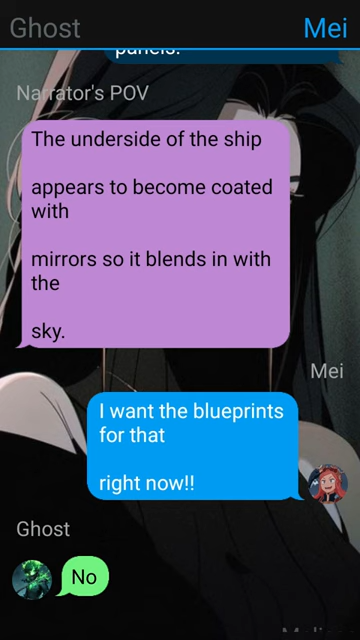 Ghost
Mei
panels.
Narrator's POV
The underside of the ship
appears to become coated
with
mirrors so it blends in with
the
sky.
Mei
I want the blueprints
for that
right now!!
Ghost
No